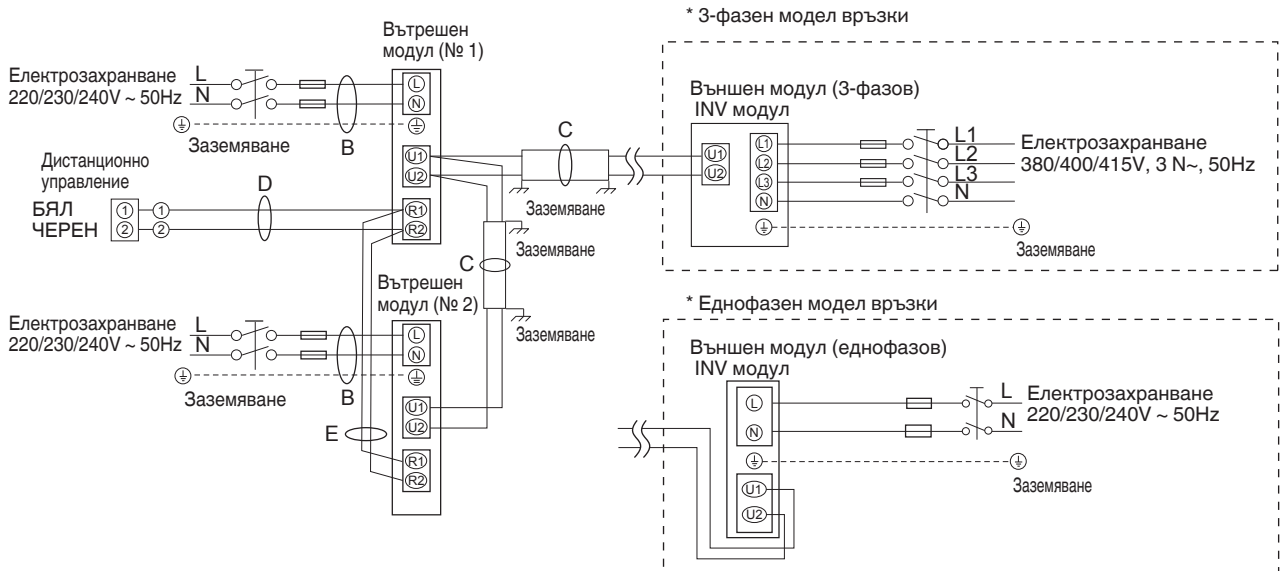 * 3-фазен модел връзки
Вътрешен
модул (№ 1)
Електрозахранване
220/230/240V ~ 50Hz
L
N
Заземяване
B
L
N
U1
U2
R1
R2
Дистанционно
управление
БЯЛ
ЧЕРЕН
1
2
1
2
D
C
Заземяване
Заземяване
C
Заземяване
Външен модул (3-фазов)
INV модул
U1
U2
L1
L2
L3
N
L1
L2
L3
N
Електрозахранване
380/400/415V, 3 N~, 50Hz
Заземяване
Вътрешен
модул (№ 2)
Електрозахранване
220/230/240V ~ 50Hz
L
N
Заземяване
B
E
L
N
U1
U2
R1
R2
* Еднофазен модел връзки
Външен модул (еднофазов)
INV модул
L
N
U1
U2
L
N
Електрозахранване
220/230/240V ~ 50Hz
Заземяване